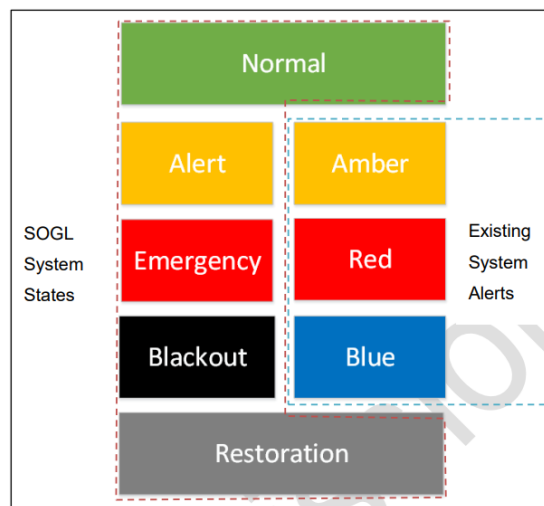 Normal
Alert
Amber
SOGL
System
States
Emergency
Red
Existing
System
Alerts
Blackout
Blue
Restoration